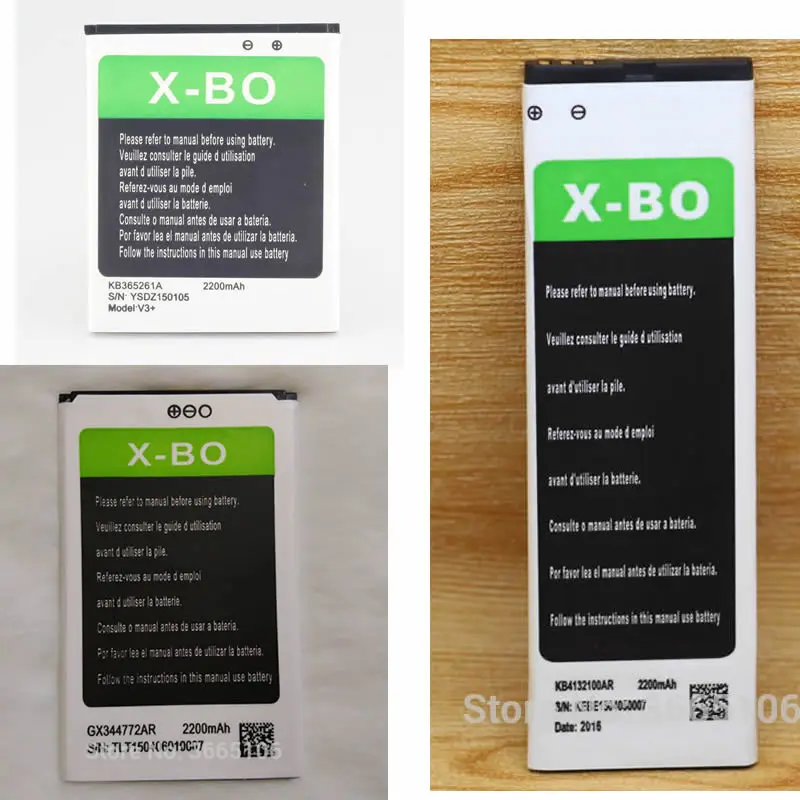 X-BO
Please refer to manual before using battery.
Veuillez consulter le guide d utilisation
avant d utiliser la pile.
Referez-vous au mode d emploi
avant d utiliser la batterie.
Consulte o manual antes de usar a bateria.
Por favor lea el manual antes de utilizar la batería.
Follow the instructions in this manual use battery
KB365261A 2200mAh
S/N: YSDZ150105
Model:V3+
X-BO
Please refer to manual before using battery.
Veuillez consulter le guide d utilisation
avant d'utiliser la pile.
Referez-vous au mode d emploi
avant d'utiliser la batterie.
Consulte o manual antes de usar a bateria.
Por favor lea el manual antes de utilizar la batería.
Follow the instructions in this manual use battery
GX344772AR 2200mAh
S/N: TLT150406010007
X-BO
Please refer to manual before using battery.
Veuillez consulter le guide d utilisation
avant d'utiliser la pile.
Referez-vous au mode d emploi
avant d'utiliser la batterie.
Consulte o manual antes de usar a bateria.
Por favor lea el manual antes de utilizar la batería.
Follow the instructions in this manual use battery
KB4132100AR 2200mAh
S/N:
Date: 2016